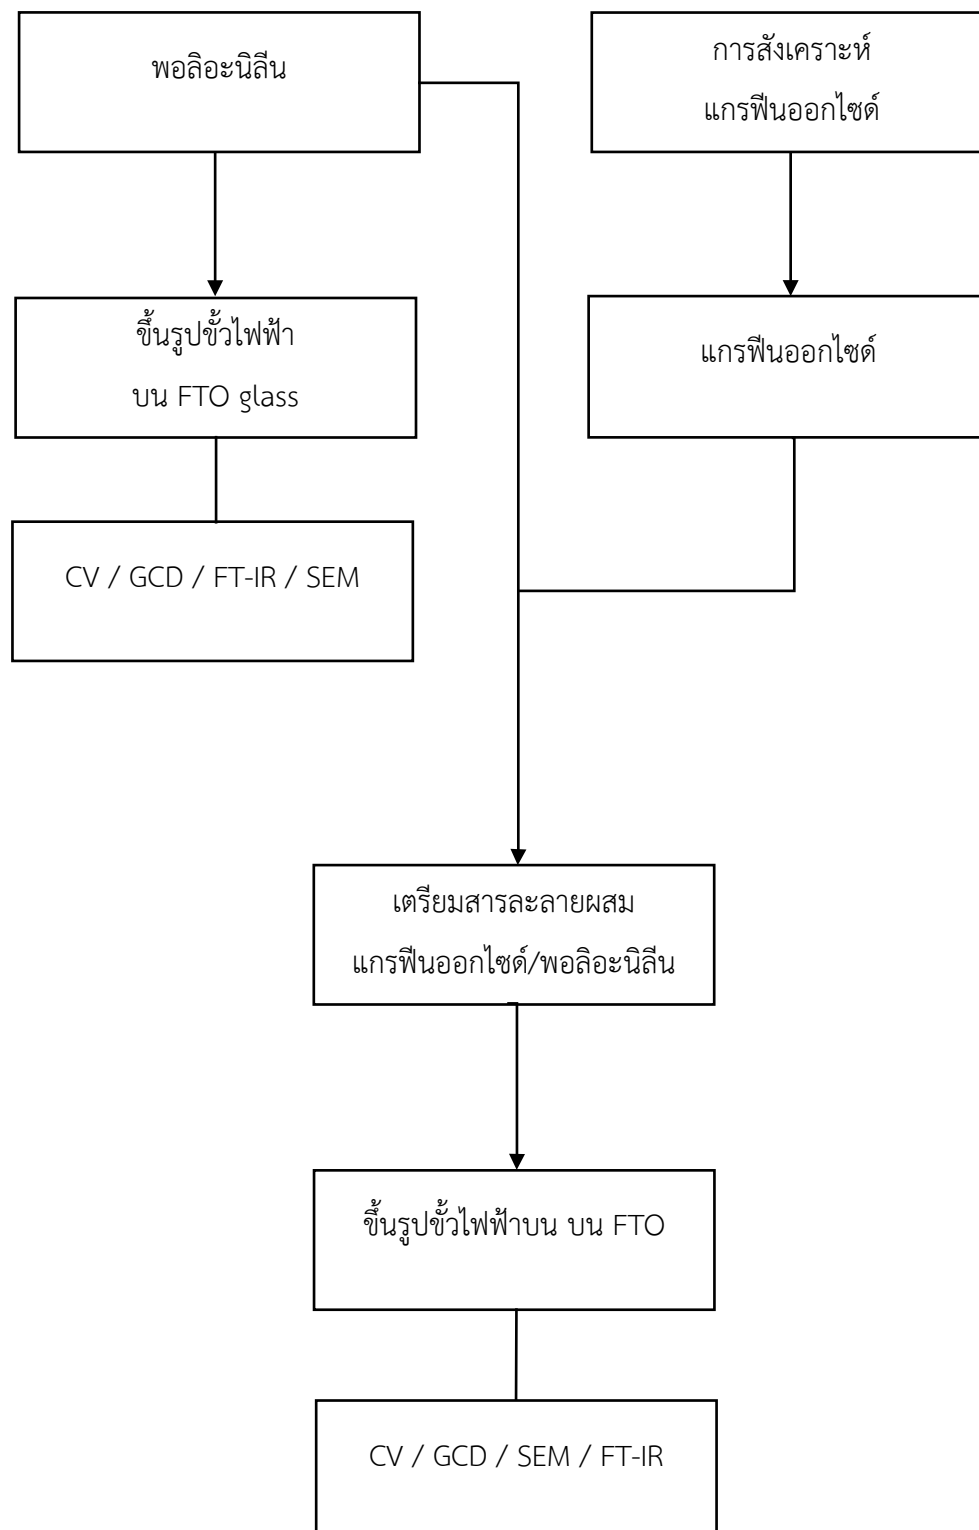 พอลิอะนิลีน
การสังเคราะห์
แกรฟีนออกไซด์
ขึ้นรูปขั้วไฟฟ้า
บน FTO glass
แกรฟีนออกไซด์
CV / GCD / FT-IR / SEM
เตรียมสารละลายผสม
แกรฟีนออกไซด์/พอลิอะนิลีน
ขึ้นรูปขั้วไฟฟ้าบน บน FTO
CV / GCD / SEM / FT-IR